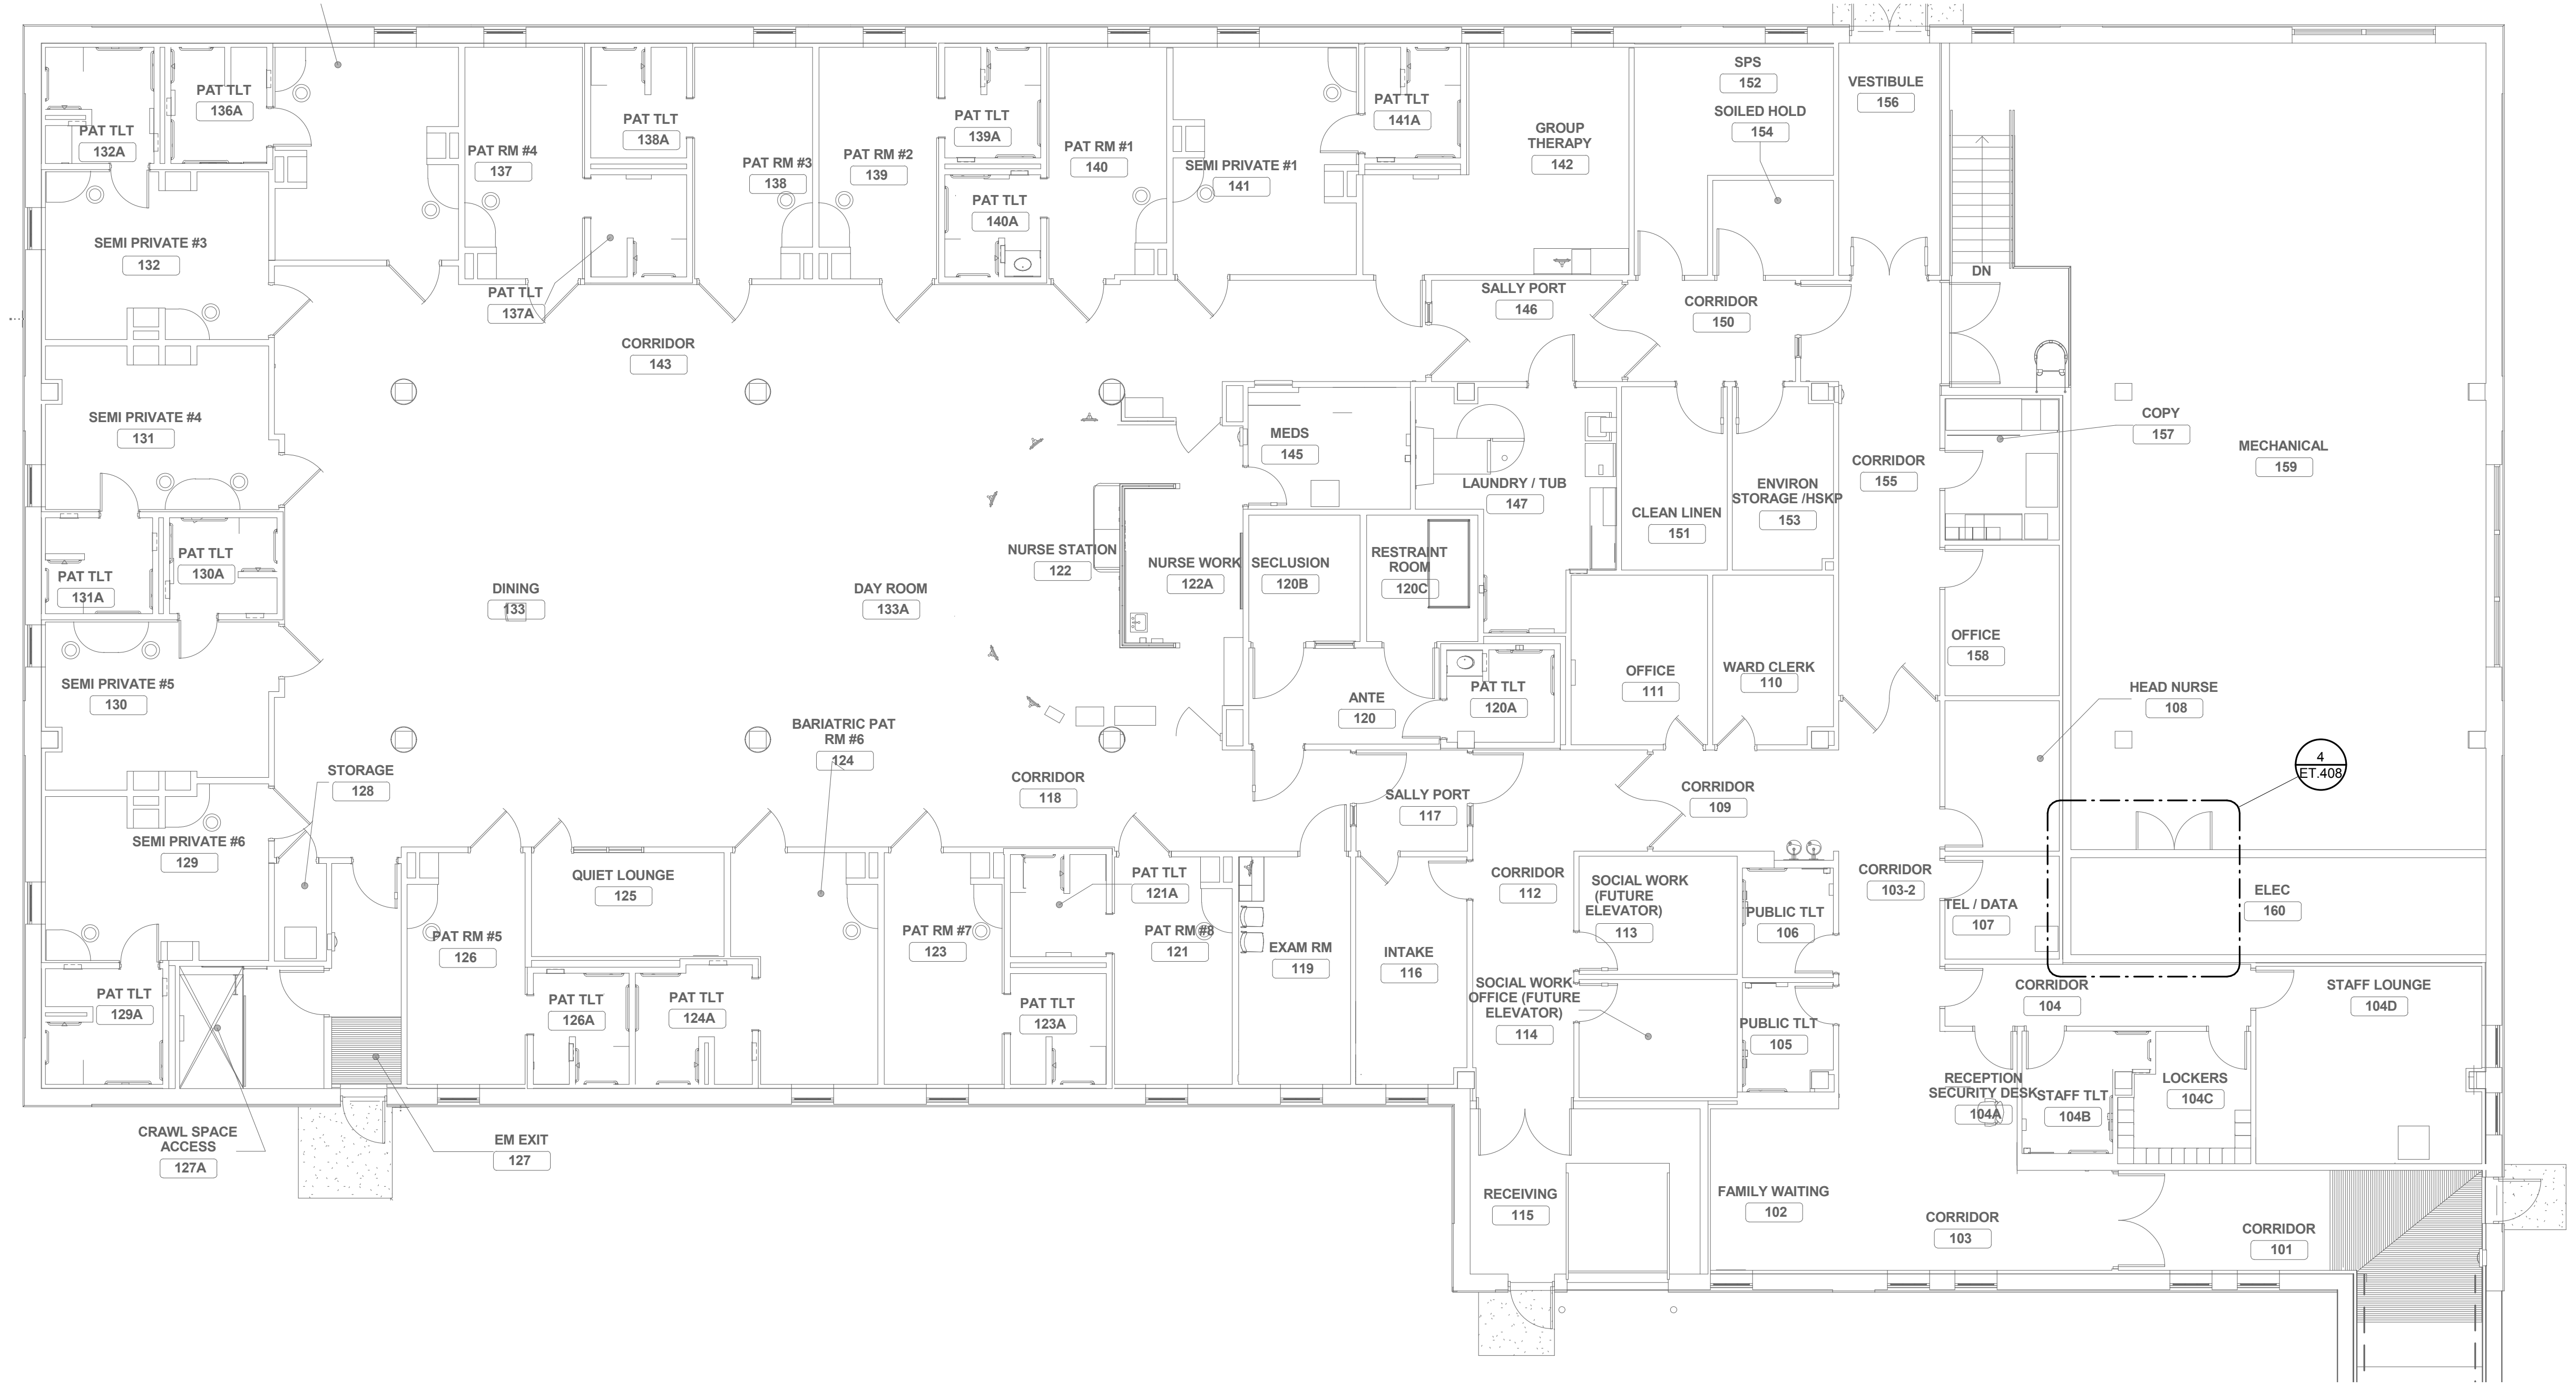 PAT TLT
136A
PAT TLT
132A
PAT RM #4
137
PAT TLT
138A
PAT RM #3
138
PAT RM #2
139
PAT TLT
139A
PAT TLT
140A
PAT RM #1
140
SEMI PRIVATE #1
141
PAT TLT
141A
GROUP
THERAPY
142
SPS
152
SOILED HOLD
154
VESTIBULE
156
SEMI PRIVATE #3
132
PAT TLT
137A
SALLY PORT
146
CORRIDOR
150
DN
CORRIDOR
143
SEMI PRIVATE #4
131
MEDS
145
LAUNDRY / TUB
147
CLEAN LINEN
151
ENVIRON
STORAGE /HSKP
153
CORRIDOR
155
COPY
157
MECHANICAL
159
PAT TLT
131A
PAT TLT
130A
DINING
133
DAY ROOM
133A
NURSE STATION
122
NURSE WORK
122A
SECLUSION
120B
RESTRAINT
ROOM
120C
SEMI PRIVATE #5
130
BARIATRIC PAT
RM #6
124
ANTE
120
PAT TLT
120A
OFFICE
111
WARD CLERK
110
OFFICE
158
HEAD NURSE
108
4
ET.408
STORAGE
128
CORRIDOR
118
SALLY PORT
117
CORRIDOR
109
SEMI PRIVATE #6
129
QUIET LOUNGE
125
PAT TLT
121A
CORRIDOR
112
SOCIAL WORK
(FUTURE
ELEVATOR)
113
PUBLIC TLT
106
CORRIDOR
103-2
TEL / DATA
107
ELEC
160
PAT RM #5
126
PAT RM #7
123
PAT RM #8
121
EXAM RM
119
INTAKE
116
PAT TLT
129A
PAT TLT
126A
PAT TLT
124A
PAT TLT
123A
SOCIAL WORK
OFFICE (FUTURE
ELEVATOR)
114
PUBLIC TLT
105
CORRIDOR
104
STAFF LOUNGE
104D
RECEPTION
SECURITY DESK
104A
STAFF TLT
104B
LOCKERS
104C
CRAWL SPACE
ACCESS
127A
EM EXIT
127
RECEIVING
115
FAMILY WAITING
102
CORRIDOR
103
CORRIDOR
101